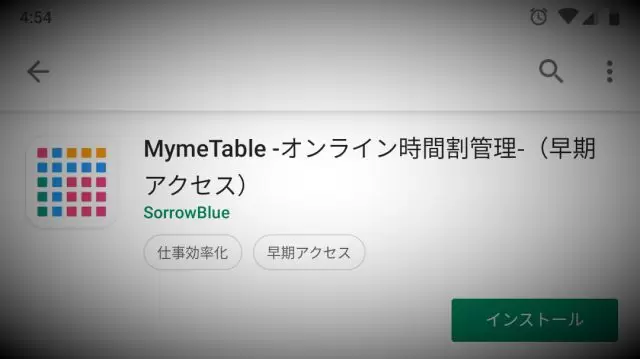 4:54
MymeTable -オンライン時間割管理-（早期
アクセス）
SorrowBlue
仕事効率化
早期アクセス
インストール